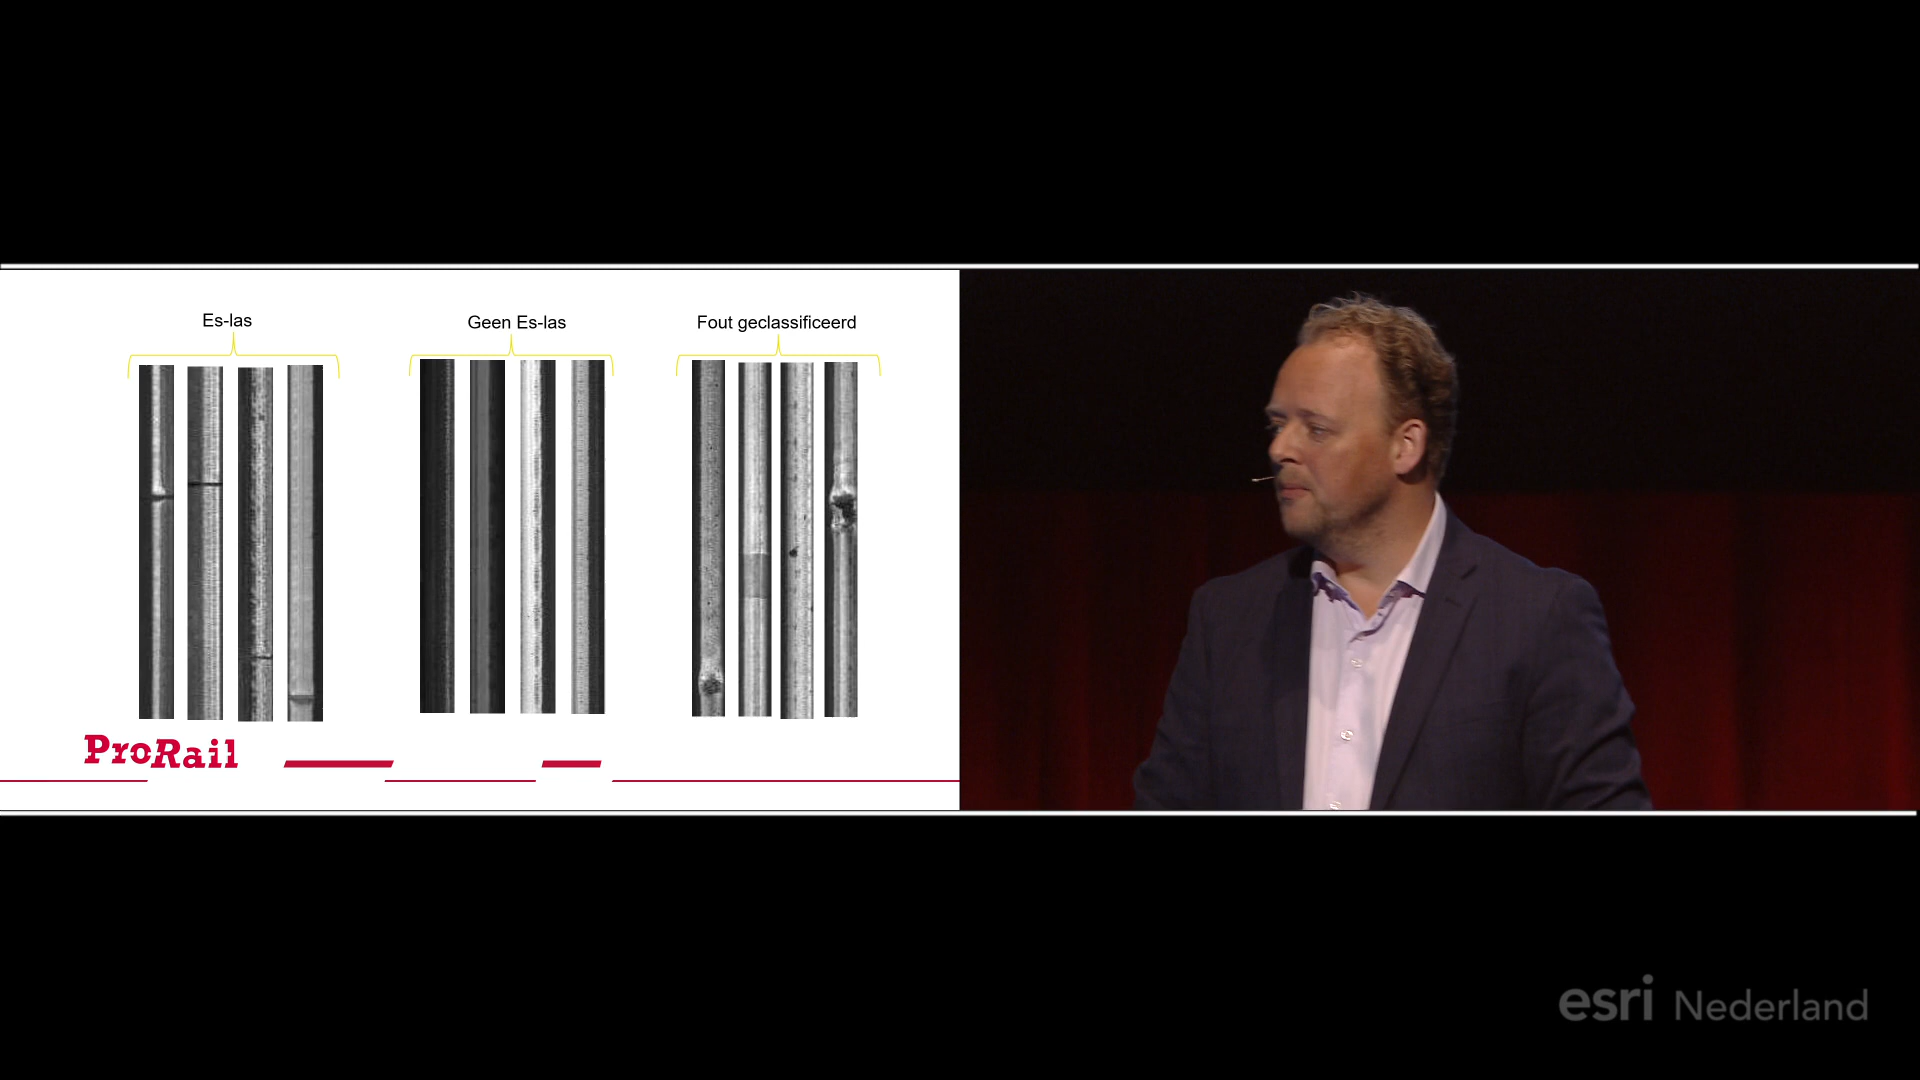 Es-las
Geen Es-las
Fout geclassificeerd
ProRail
esri Nederland